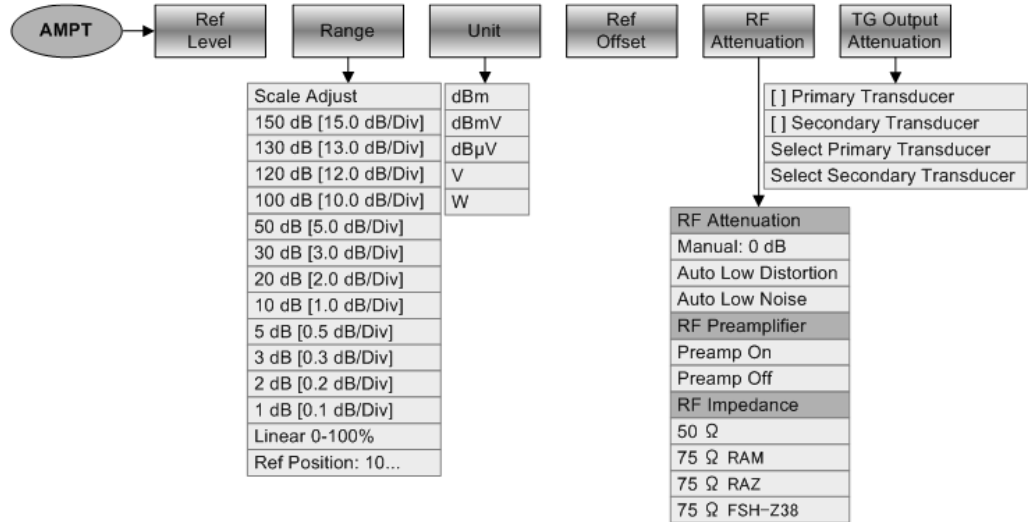 AMPT
Ref
Level
Range
Unit
Ref
Offset
RF
Attenuation
TG Output
Attenuation
Scale Adjust
150 dB [15.0 dB/Div]
130 dB [13.0 dB/Div]
120 dB [12.0 dB/Div]
100 dB [10.0 dB/Div]
50 dB [5.0 dB/Div]
30 dB [3.0 dB/Div]
20 dB [2.0 dB/Div]
10 dB [1.0 dB/Div]
5 dB [0.5 dB/Div]
3 dB [0.3 dB/Div]
2 dB [0.2 dB/Div]
1 dB [0.1 dB/Div]
Linear 0-100%
Ref Position: 10...
dBm
dBmV
dBµV
V
W
[ ] Primary Transducer
[ ] Secondary Transducer
Select Primary Transducer
Select Secondary Transducer
RF Attenuation
Manual: 0 dB
Auto Low Distortion
Auto Low Noise
RF Preamplifier
Preamp On
Preamp Off
RF Impedance
50 Ω
75 Ω RAM
75 Ω RAZ
75 Ω FSH-Z38